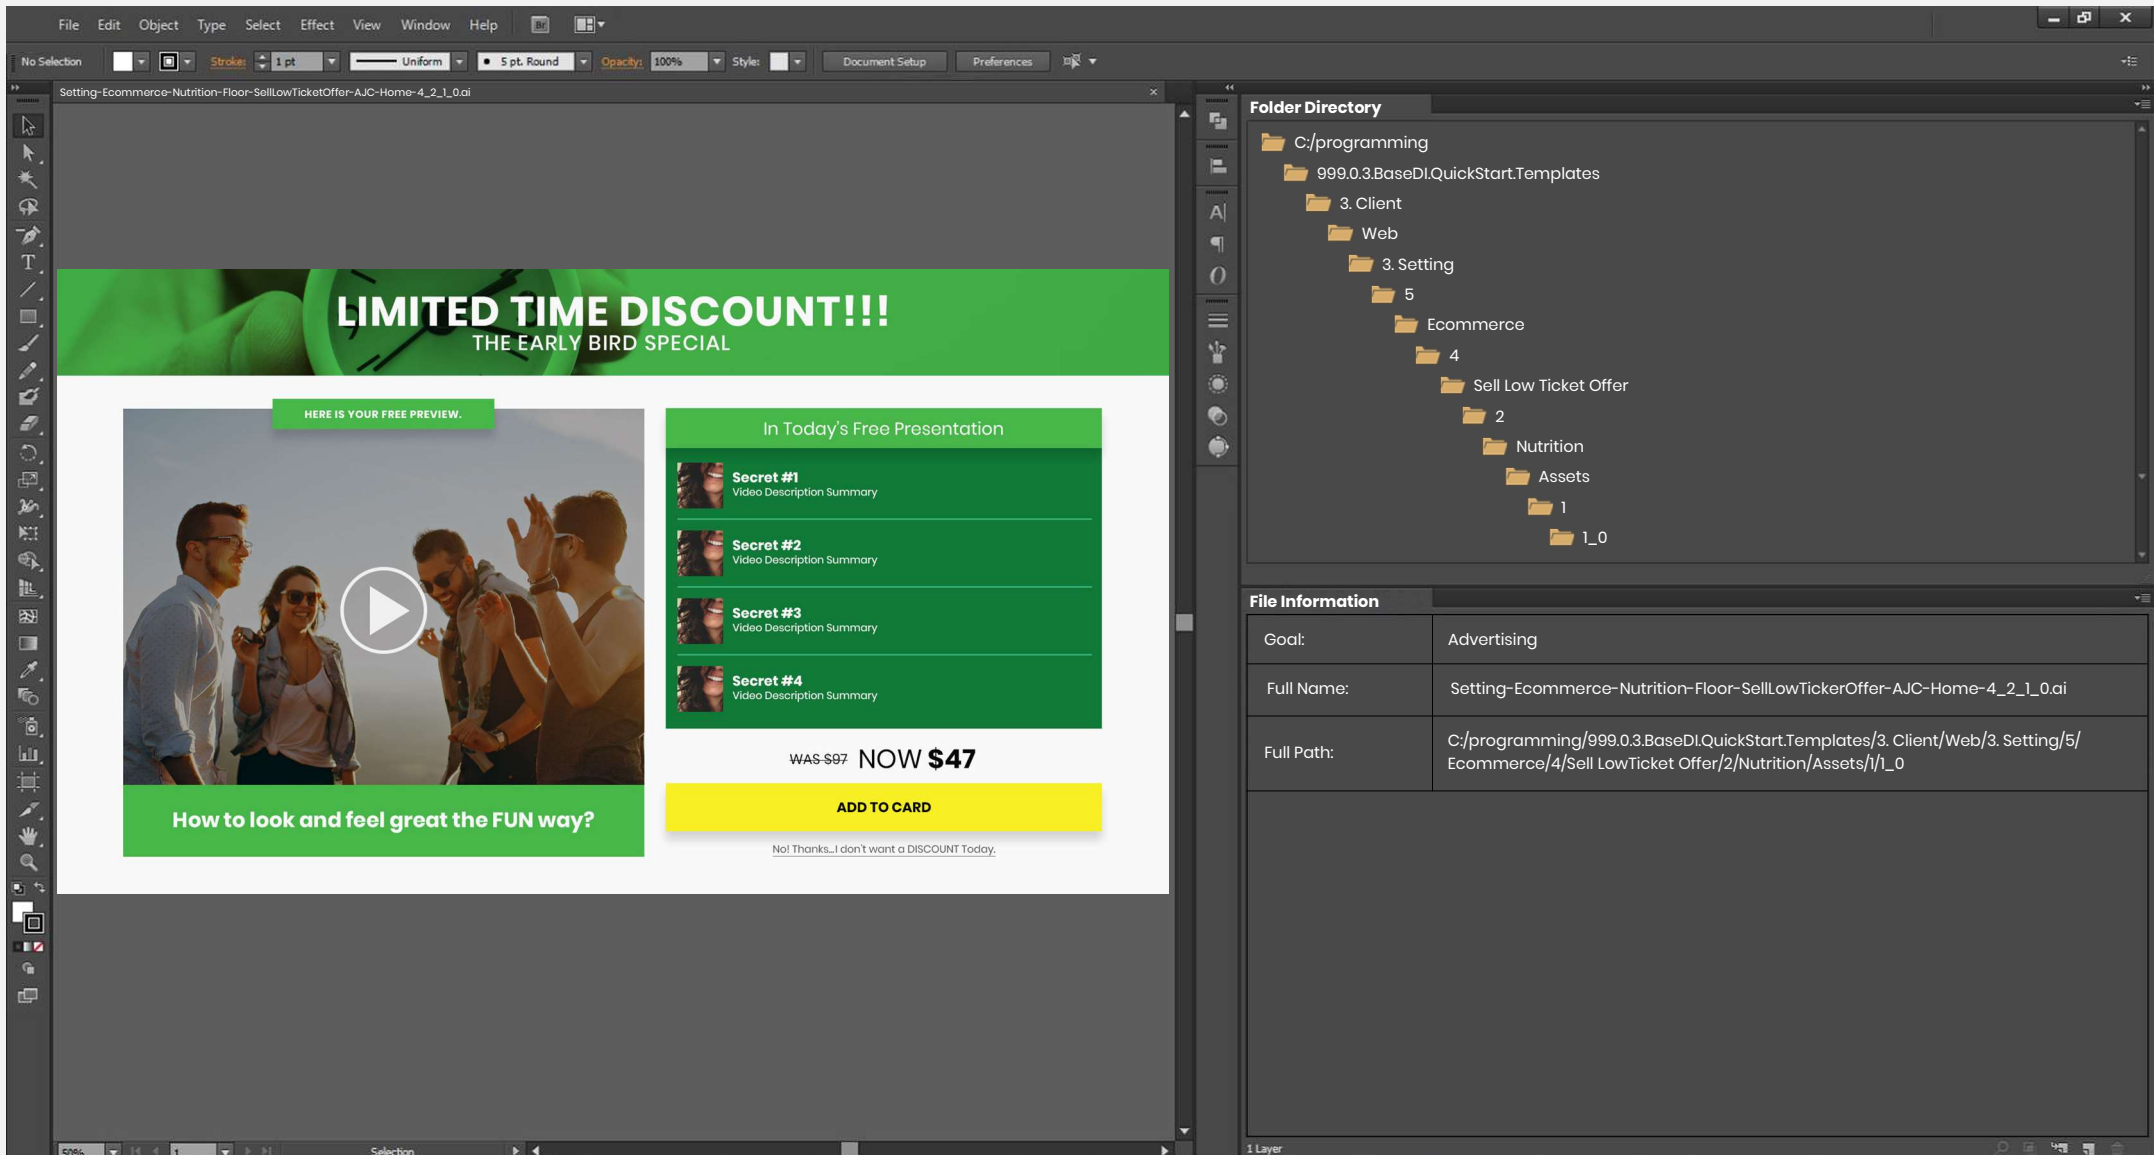 File Edit Object Type Select Effect View Window Help Br
No Selection Stroke: 1 pt Uniform 5 pt. Round Opacity: 100% Style: Document Setup Preferences
Setting-Ecommerce-Nutrition-Floor-SellLowTicketOffer-AJC-Home-4_2_1_0.ai
LIMITED TIME DISCOUNT!!!
THE EARLY BIRD SPECIAL
HERE IS YOUR FREE PREVIEW.
How to look and feel great the FUN way?
In Today's Free Presentation
Secret #1
Video Description Summary
Secret #2
Video Description Summary
Secret #3
Video Description Summary
Secret #4
Video Description Summary
WAS $97 NOW $47
ADD TO CARD
No! Thanks...I don't want a DISCOUNT Today.
50% 1 Selection
Folder Directory
C:/programming
999.0.3.BaseDI.QuickStart.Templates
3. Client
Web
3. Setting
5
Ecommerce
4
Sell Low Ticket Offer
2
Nutrition
Assets
1
1_0
File Information
Goal: Advertising
Full Name: Setting-Ecommerce-Nutrition-Floor-SellLowTickerOffer-AJC-Home-4_2_1_0.ai
Full Path: C:/programming/999.0.3.BaseDI.QuickStart.Templates/3. Client/Web/3. Setting/5/
Ecommerce/4/Sell LowTicket Offer/2/Nutrition/Assets/1/1_0
1 Layer